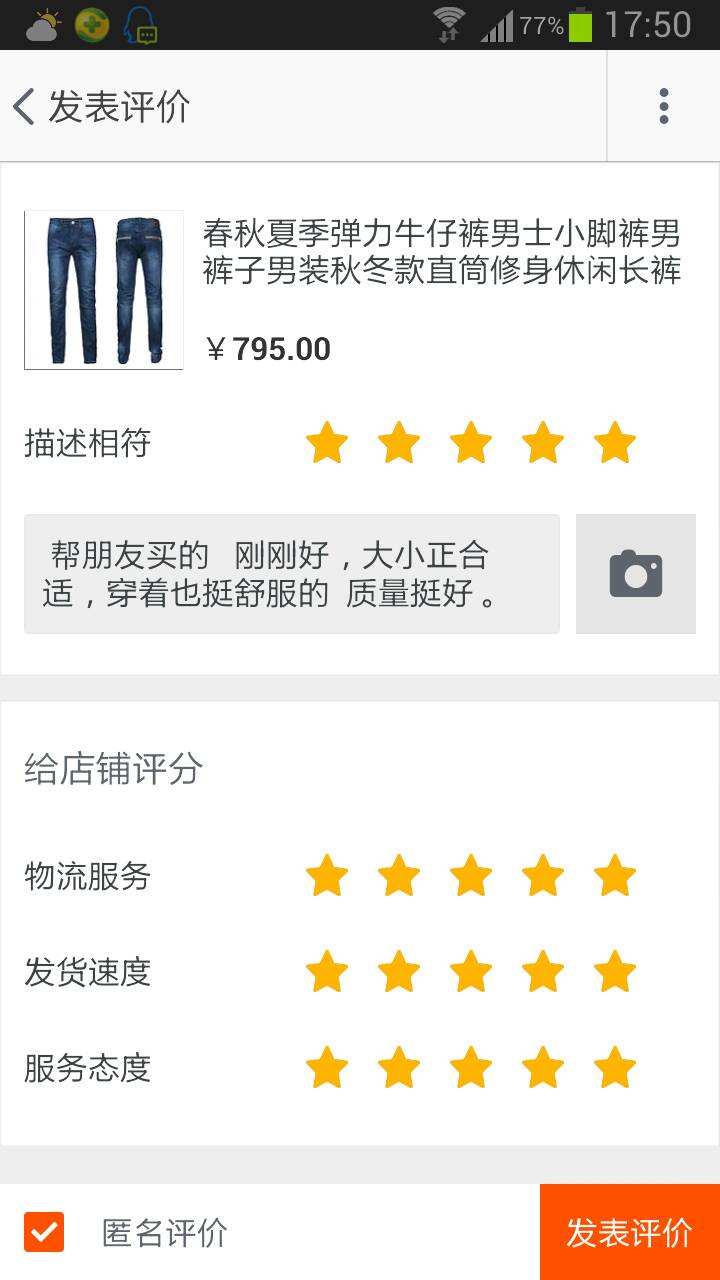 77% 17:50
发表评价
春秋夏季弹力牛仔裤男士小脚裤男
裤子男装秋冬款直筒修身休闲长裤
￥795.00
描述相符
帮朋友买的 刚刚好，大小正合
适，穿着也挺舒服的 质量挺好。
给店铺评分
物流服务
发货速度
服务态度
匿名评价
发表评价